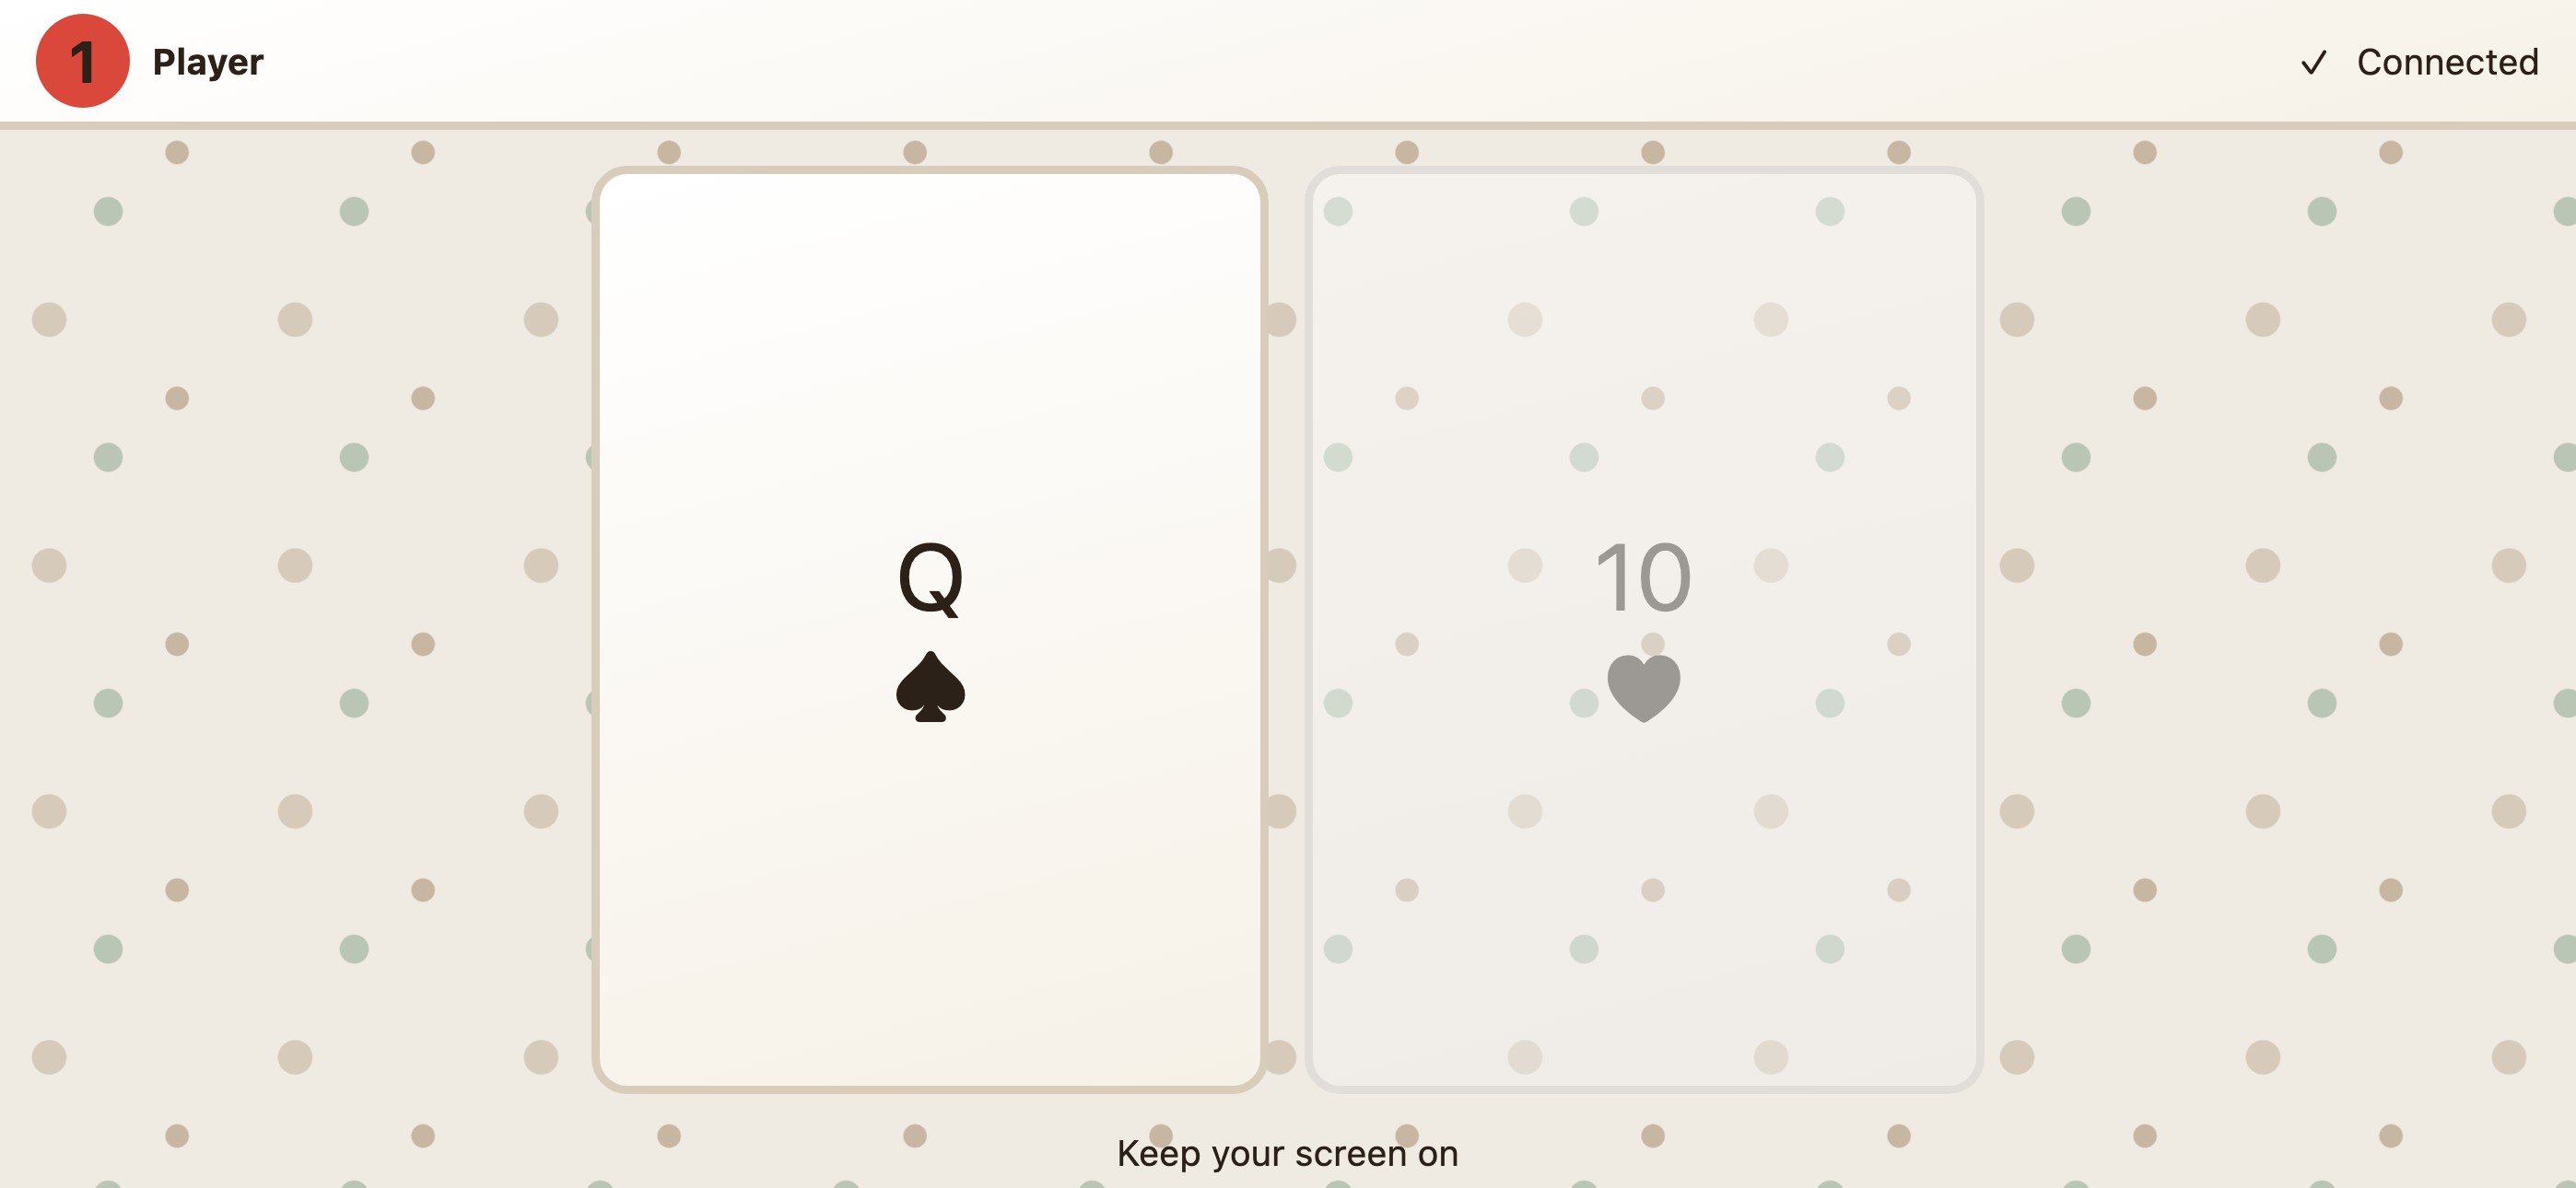 1 Player
✓ Connected
Q
♠
10
♥
Keep your screen on